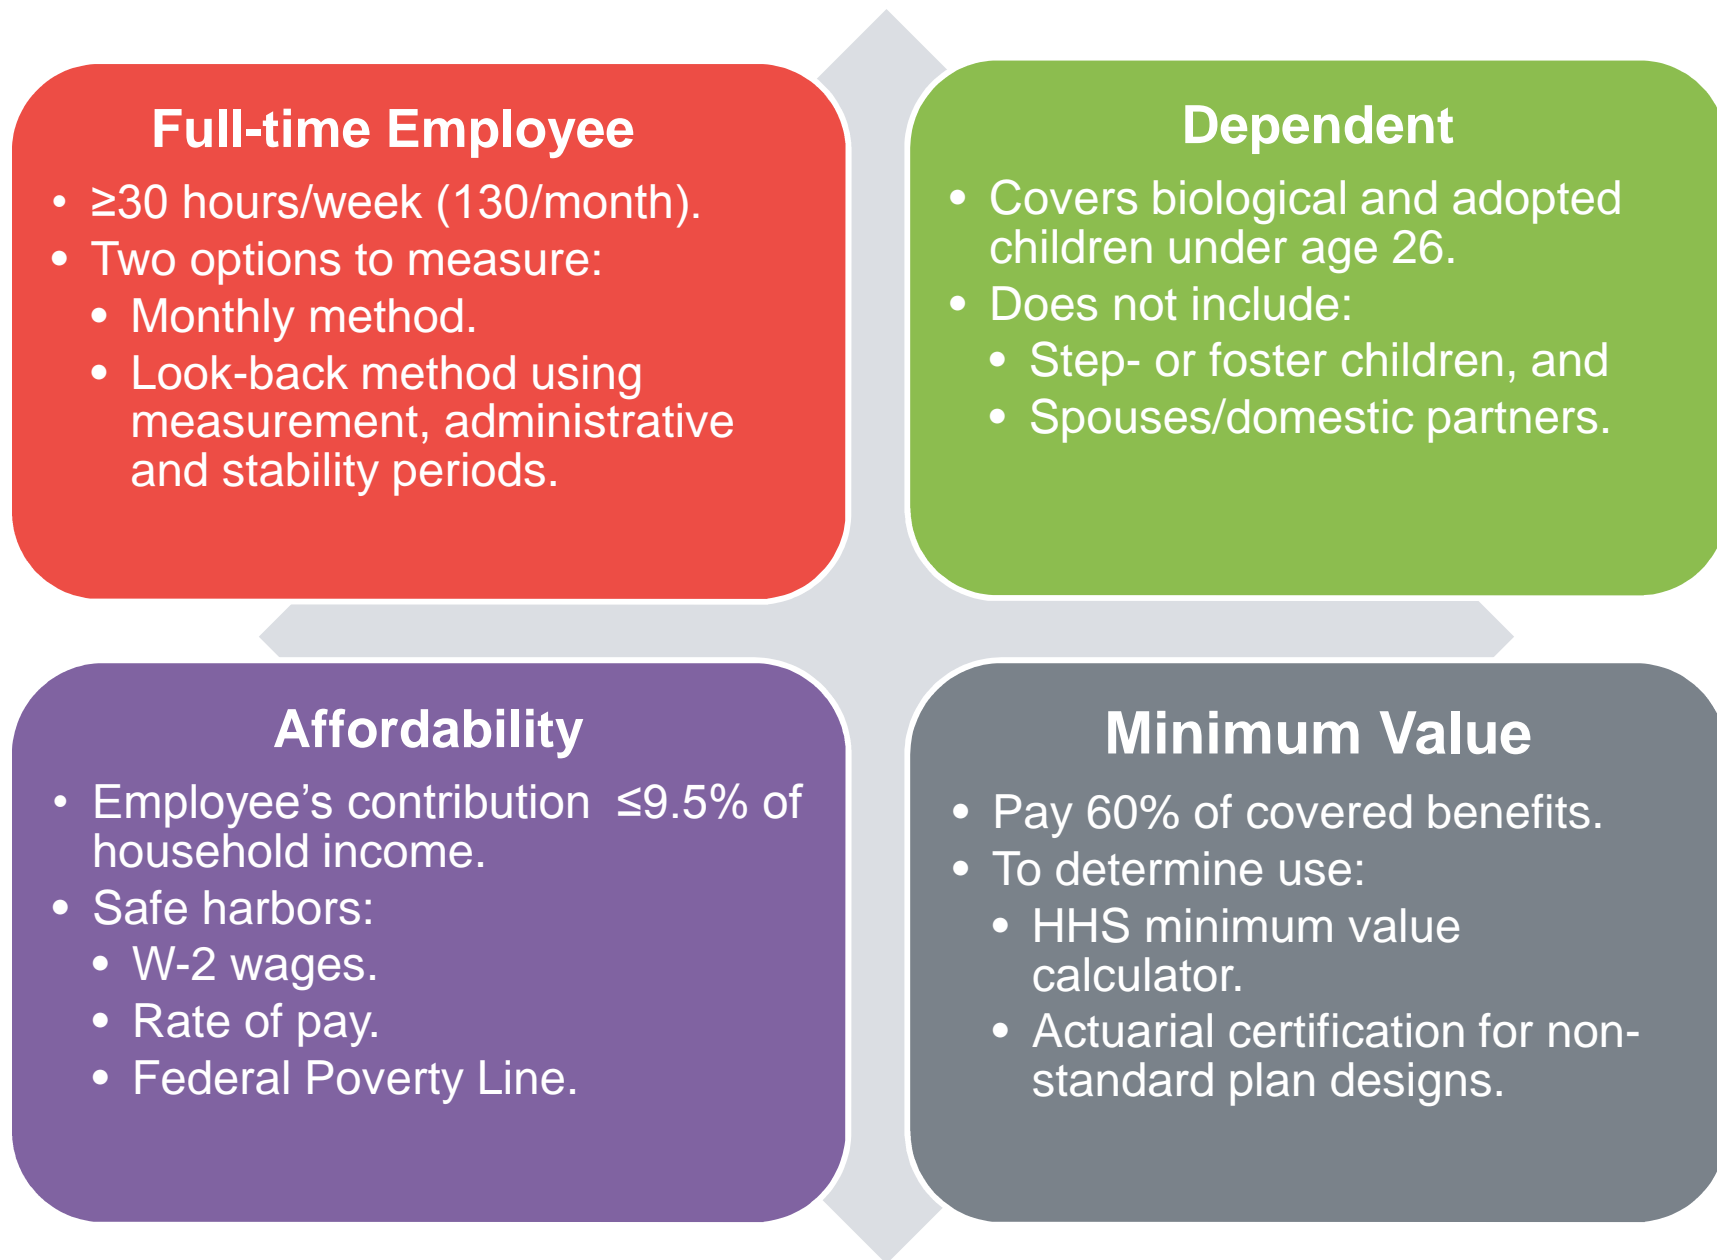 Full-time Employee
• ≥30 hours/week (130/month).
• Two options to measure:
• Monthly method.
• Look-back method using
measurement, administrative
and stability periods.
Dependent
• Covers biological and adopted
children under age 26.
• Does not include:
• Step- or foster children, and
• Spouses/domestic partners.
Affordability
• Employee’s contribution  ≤9.5% of
household income.
• Safe harbors:
• W-2 wages.
• Rate of pay.
• Federal Poverty Line.
Minimum Value
• Pay 60% of covered benefits.
• To determine use:
• HHS minimum value
calculator.
• Actuarial certification for non-
standard plan designs.